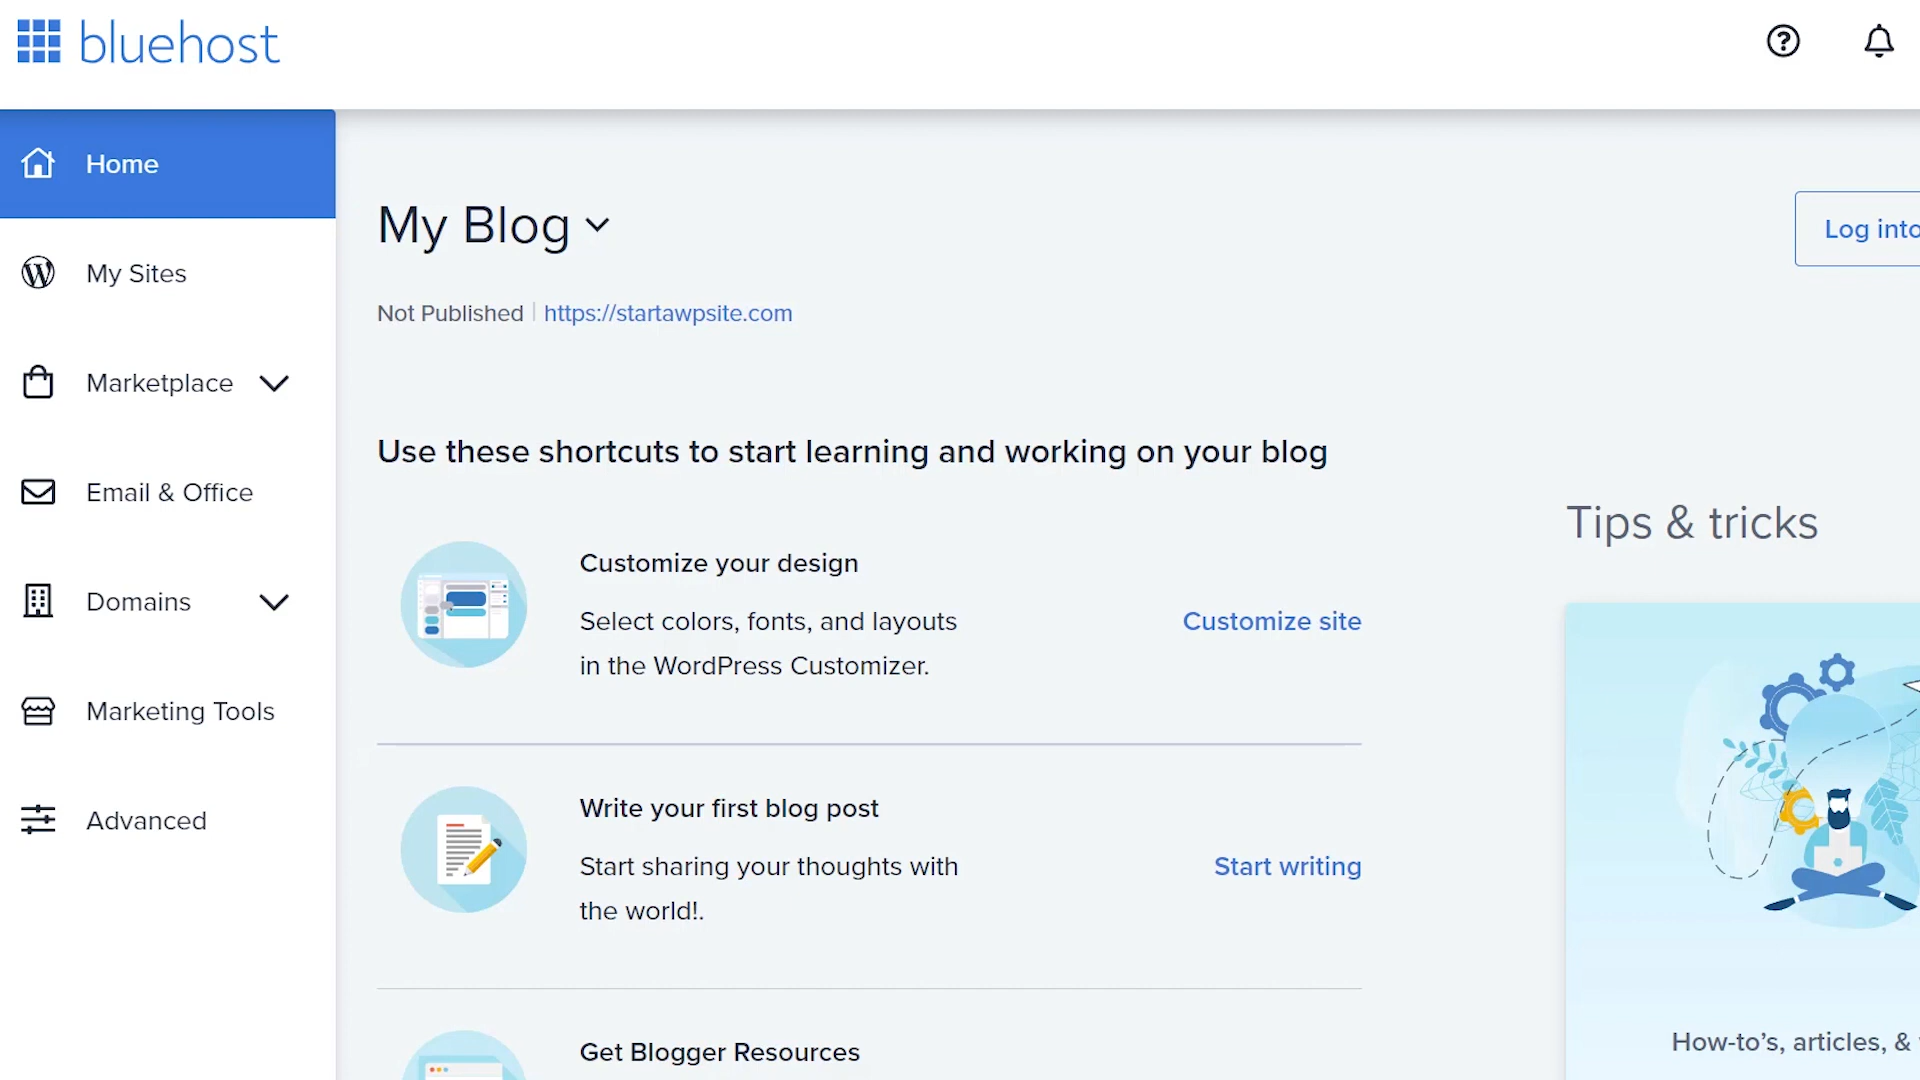 bluehost
Home
My Sites
Marketplace
Email & Office
Domains
Marketing Tools
Advanced
My Blog
Log into
Not Published | https://startawpsite.com
Use these shortcuts to start learning and working on your blog
Customize your design
Select colors, fonts, and layouts
in the WordPress Customizer.
Customize site
Write your first blog post
Start sharing your thoughts with
the world!.
Start writing
Get Blogger Resources
Tips & tricks
How-to’s, articles, &